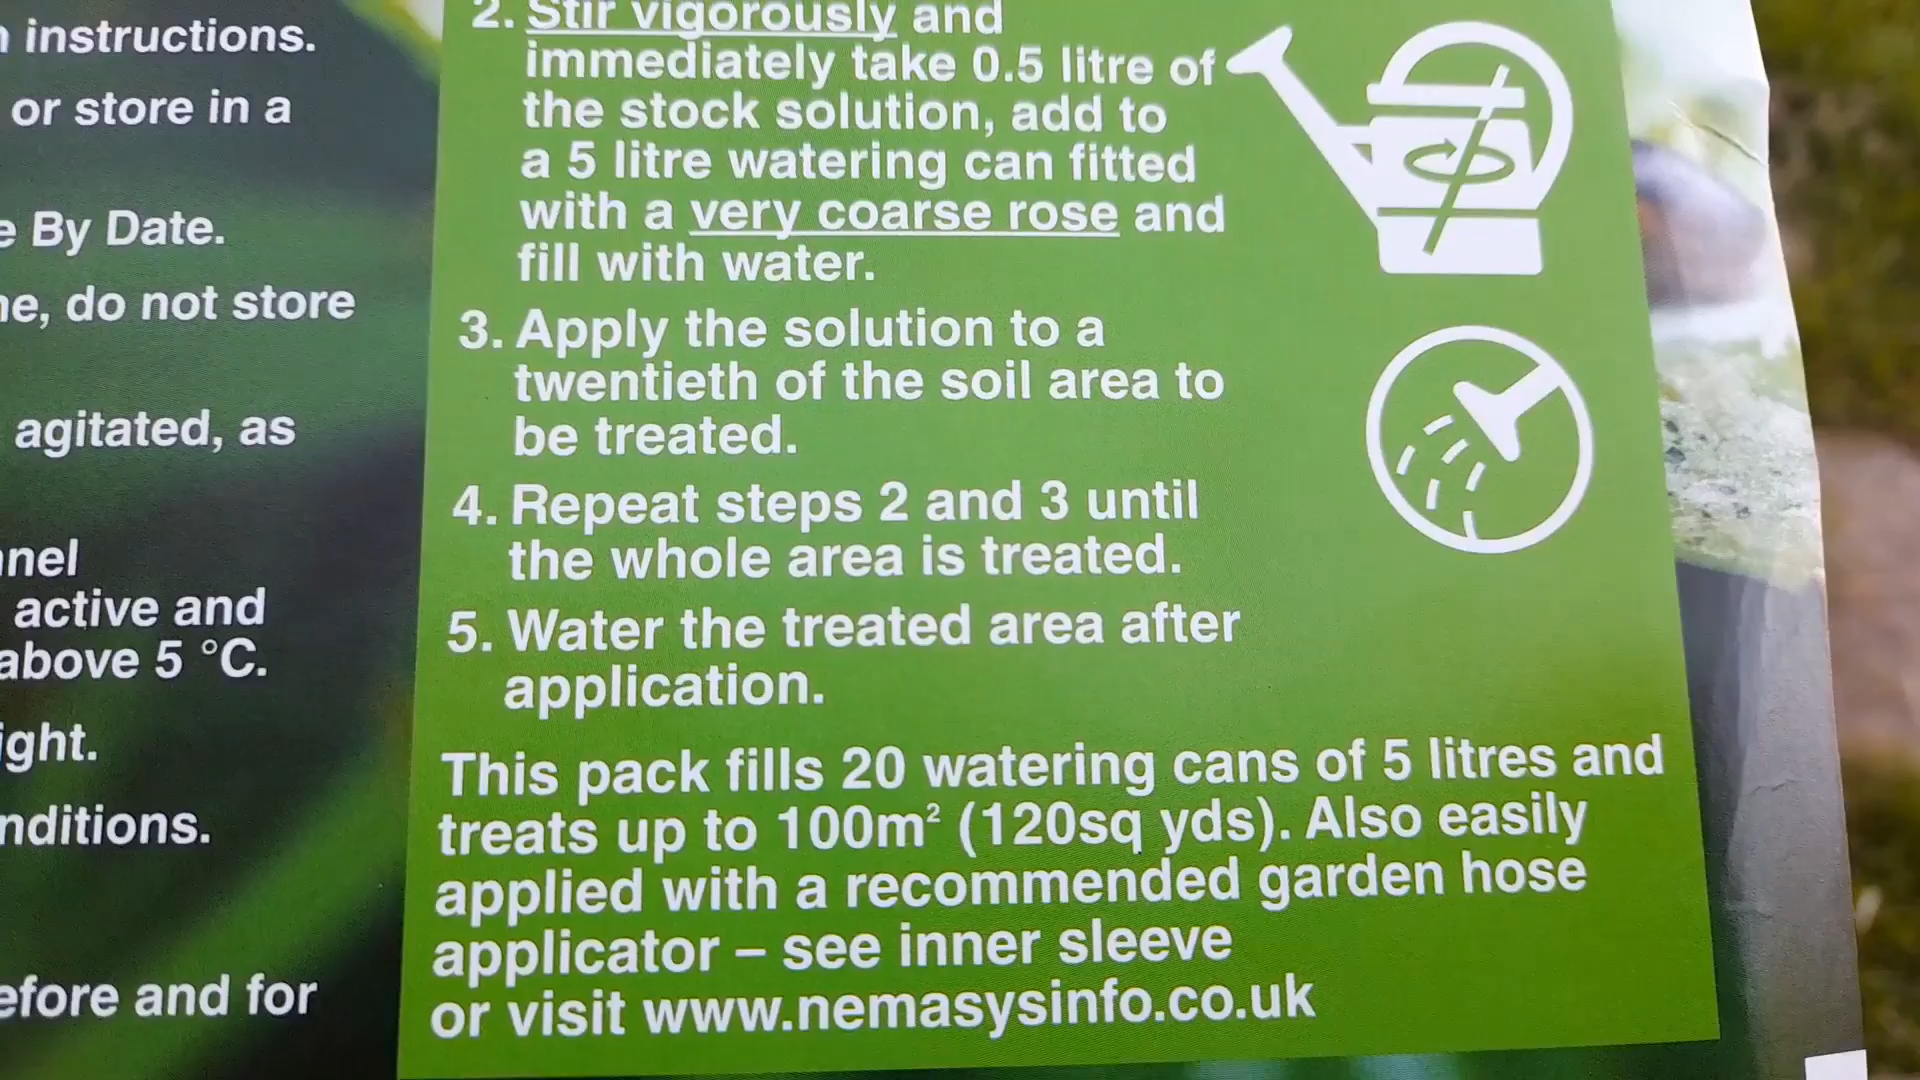 instructions.
or store in a
By Date.
do not store
agitated, as
active and
above 5 °C.
efore and for
2. Stir vigorously and
immediately take 0.5 litre of
the stock solution, add to
a 5 litre watering can fitted
with a very coarse rose and
fill with water.
3. Apply the solution to a
twentieth of the soil area to
be treated.
4. Repeat steps 2 and 3 until
the whole area is treated.
5. Water the treated area after
application.
This pack fills 20 watering cans of 5 litres and
treats up to 100m² (120sq yds). Also easily
applied with a recommended garden hose
applicator – see inner sleeve
or visit www.nemasysinfo.co.uk